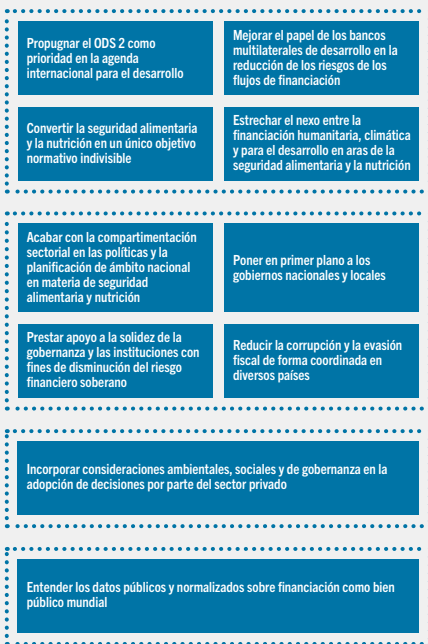 Propugnar el ODS 2 como
prioridad en la agenda
internacional para el desarrollo
Mejorar el papel de los bancos
multilaterales de desarrollo en la
reducción de los riesgos de los
flujos de financiación
Convertir la seguridad alimentaria
y la nutrición en un único objetivo
normativo indivisible
Estrechar el nexo entre la
financiación humanitaria, climática
y para el desarrollo en aras de la
seguridad alimentaria y la nutrición
Acabar con la compartimentación
sectorial en las políticas y la
planificación de ámbito nacional
en materia de seguridad
alimentaria y nutrición
Poner en primer plano a los
gobiernos nacionales y locales
Prestar apoyo a la solidez de la
gobernanza y las instituciones con
fines de disminución del riesgo
financiero soberano
Reducir la corrupción y la evasión
fiscal de forma coordinada en
diversos países
Incorporar consideraciones ambientales, sociales y de gobernanza en la
adopción de decisiones por parte del sector privado
Entender los datos públicos y normalizados sobre financiación como bien
público mundial